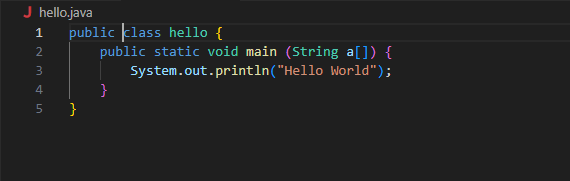 hello.java
1 public class hello {
2     public static void main (String a[]) {
3         System.out.println("Hello World");
4     }
5 }